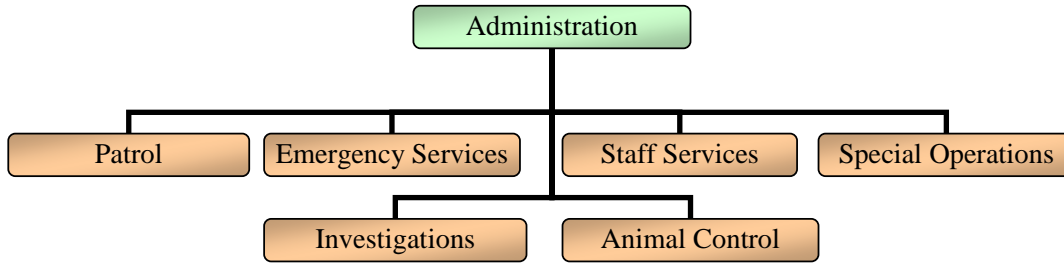 Administration
Patrol
Emergency Services
Staff Services
Special Operations
Investigations
Animal Control